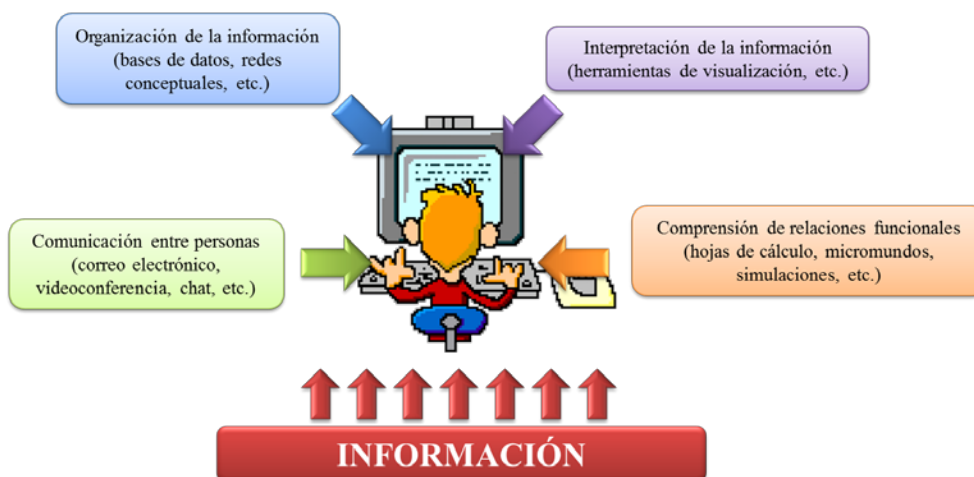 Organización de la información
(bases de datos, redes
conceptuales, etc.)
Interpretación de la información
(herramientas de visualización, etc.)
Comunicación entre personas
(correo electrónico,
videoconferencia, chat, etc.)
Comprensión de relaciones funcionales
(hojas de cálculo, micromundos,
simulaciones, etc.)
INFORMACIÓN